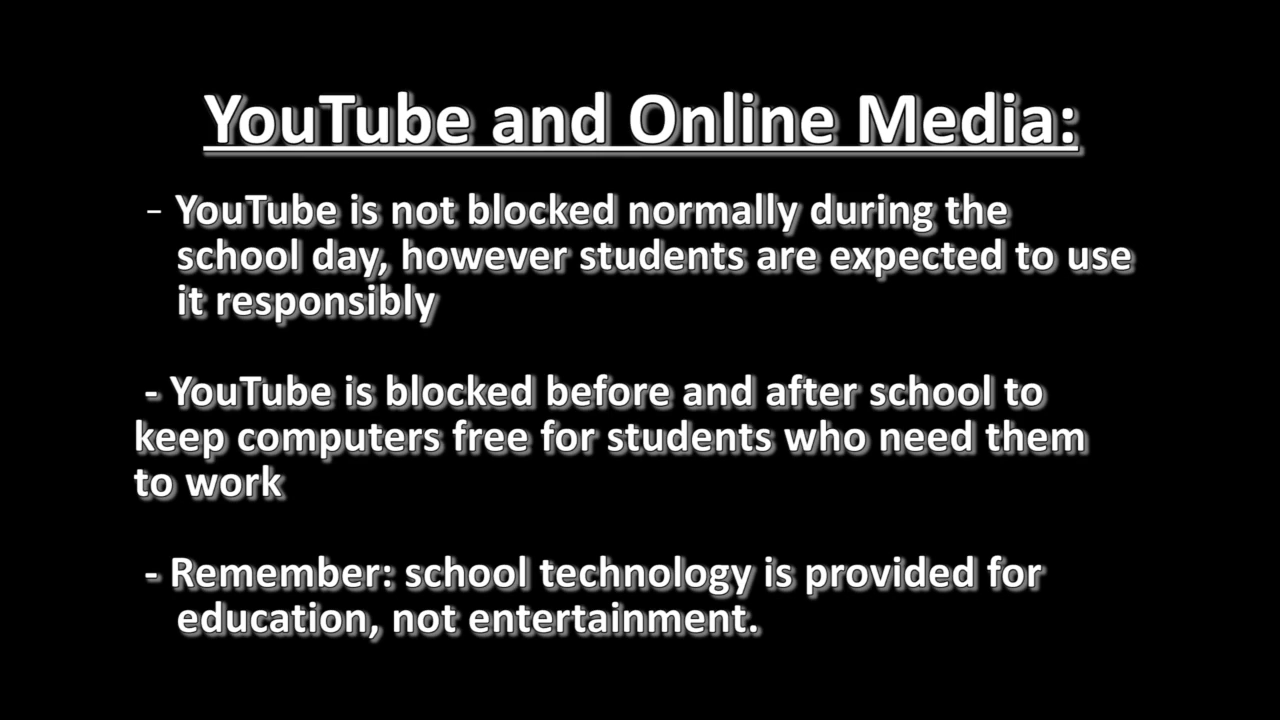 YouTube and Online Media:
- YouTube is not blocked normally during the
school day, however students are expected to use
it responsibly
- YouTube is blocked before and after school to
keep computers free for students who need them
to work
- Remember: school technology is provided for
education, not entertainment.